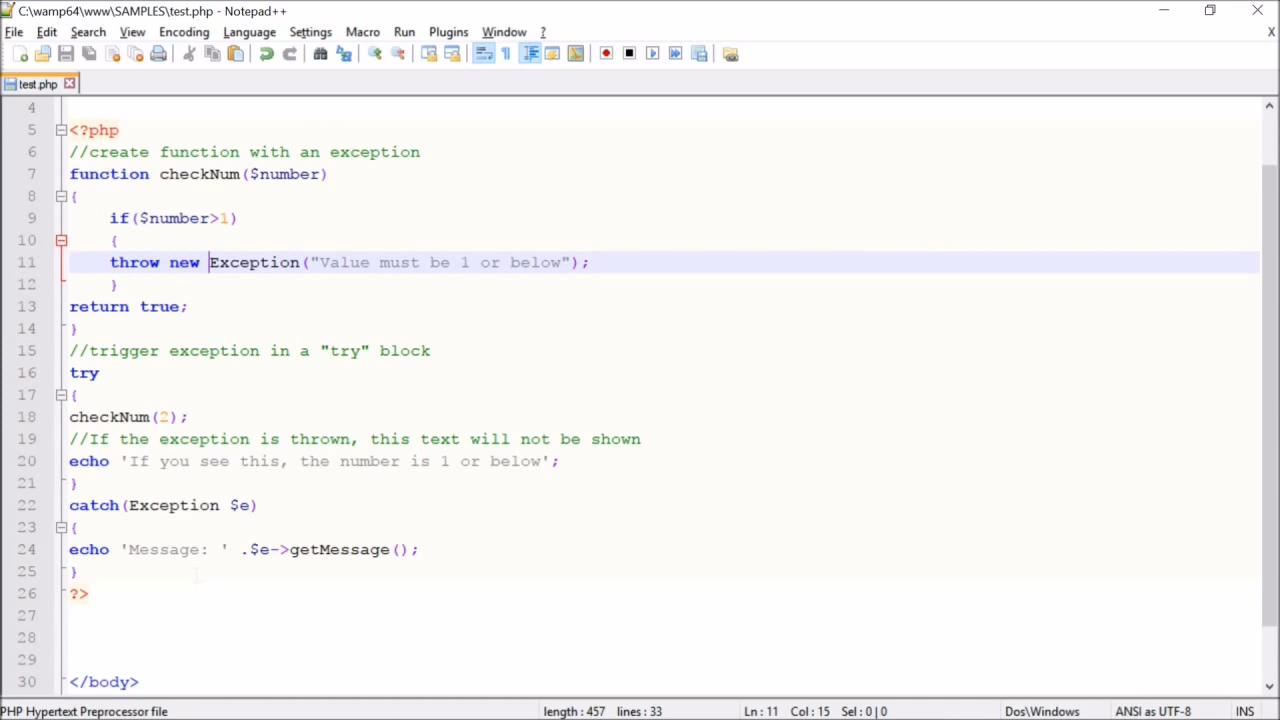 C:\wamp64\www\SAMPLES\test.php - Notepad++
File Edit Search View Encoding Language Settings Macro Run Plugins Window ? X
test.php
4
5 <?php
6 //create function with an exception
7 function checkNum($number)
8 {
9 if($number>1)
10 {
11 throw new Exception("Value must be 1 or below");
12 }
13 return true;
14 }
15 //trigger exception in a "try" block
16 try
17 {
18 checkNum(2);
19 //If the exception is thrown, this text will not be shown
20 echo 'If you see this, the number is 1 or below';
21 }
22 catch(Exception $e)
23 {
24 echo 'Message: ' .$e->getMessage();
25 }
26 ?>
27
28
29
30 </body>
PHP Hypertext Preprocessor file length : 457 lines : 33 Ln : 11 Col : 15 Sel : 0 | 0 Dos\Windows ANSI as UTF-8 INS